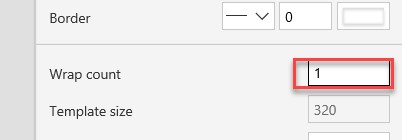 Border 0
Wrap count 1
Template size 320